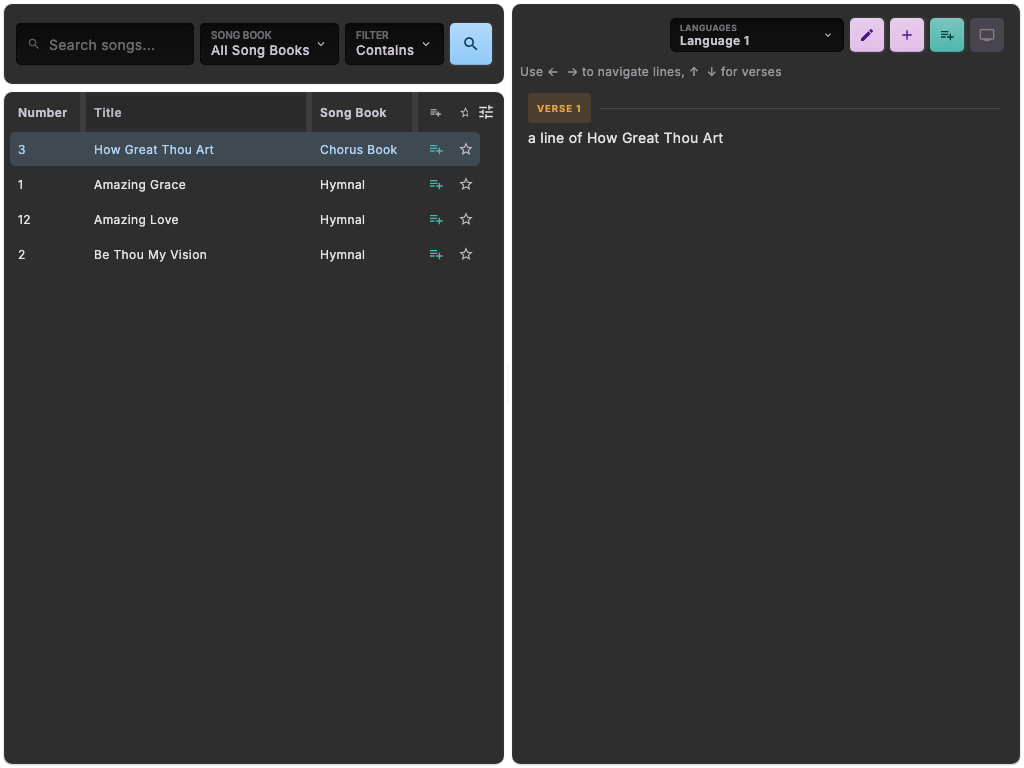 Search songs...
SONG BOOK
All Song Books
FILTER
Contains
Number Title Song Book
3 How Great Thou Art Chorus Book
1 Amazing Grace Hymnal
12 Amazing Love Hymnal
2 Be Thou My Vision Hymnal
LANGUAGES
Language 1
Use ← → to navigate lines, ↑ ↓ for verses
VERSE 1
a line of How Great Thou Art